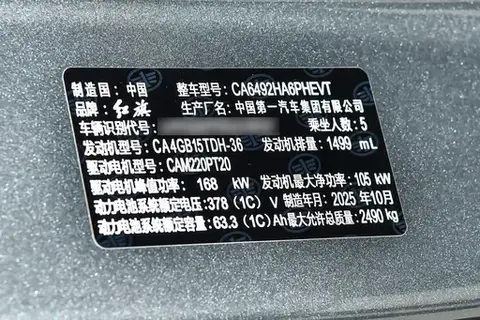 制造国：中国 整车型号：CA6492HA6PHEVT
品牌：红旗 生产厂名：中国第一汽车集团有限公司
车辆识别代号：CA 乘坐人数：5
发动机型号：CA4GB15TDH-36 发动机排量：1499 mL
驱动电机型号：CAM220PT20
驱动电机峰值功率：168 kW 发动机最大净功率：105 kW
动力电池系统额定电压：378 (1C) V 制造年月：2025 年10月
动力电池系统额定容量：63.3 (1C) Ah 最大允许总质量：2490 kg